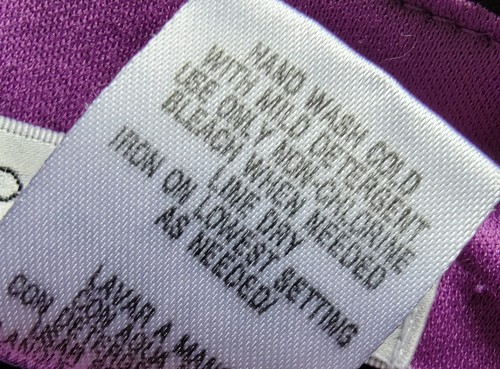 HAND WASH COLD
WITH MILD DETERGENT
USE ONLY NON-CHLORINE
BLEACH WHEN NEEDED
LINE DRY
IRON ON LOWEST SETTING
AS NEEDED/
LAVAR A MANO
CON AGUA
CON DETERG